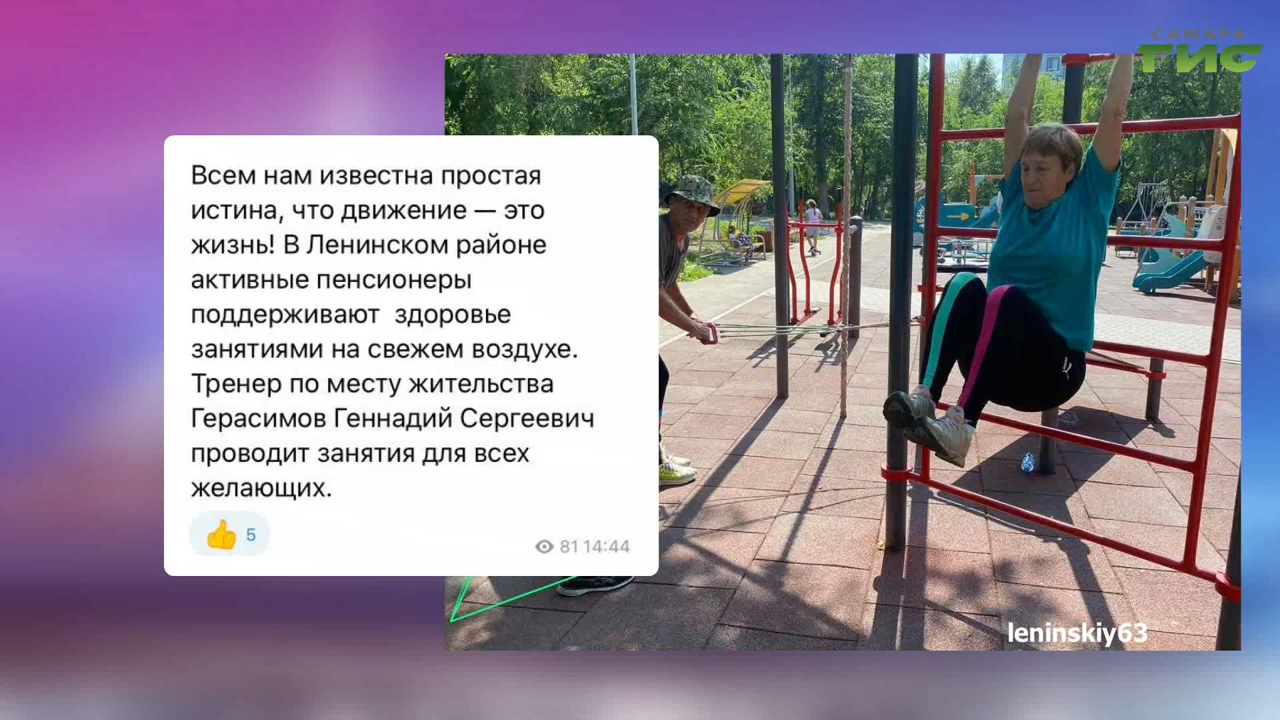 САМАРА
ГИС
Всем нам известна простая
истина, что движение — это
жизнь! В Ленинском районе
активные пенсионеры
поддерживают здоровье
занятиями на свежем воздухе.
Тренер по месту жительства
Герасимов Геннадий Сергеевич
проводит занятия для всех
желающих.
5
81 14:44
leninskiy63